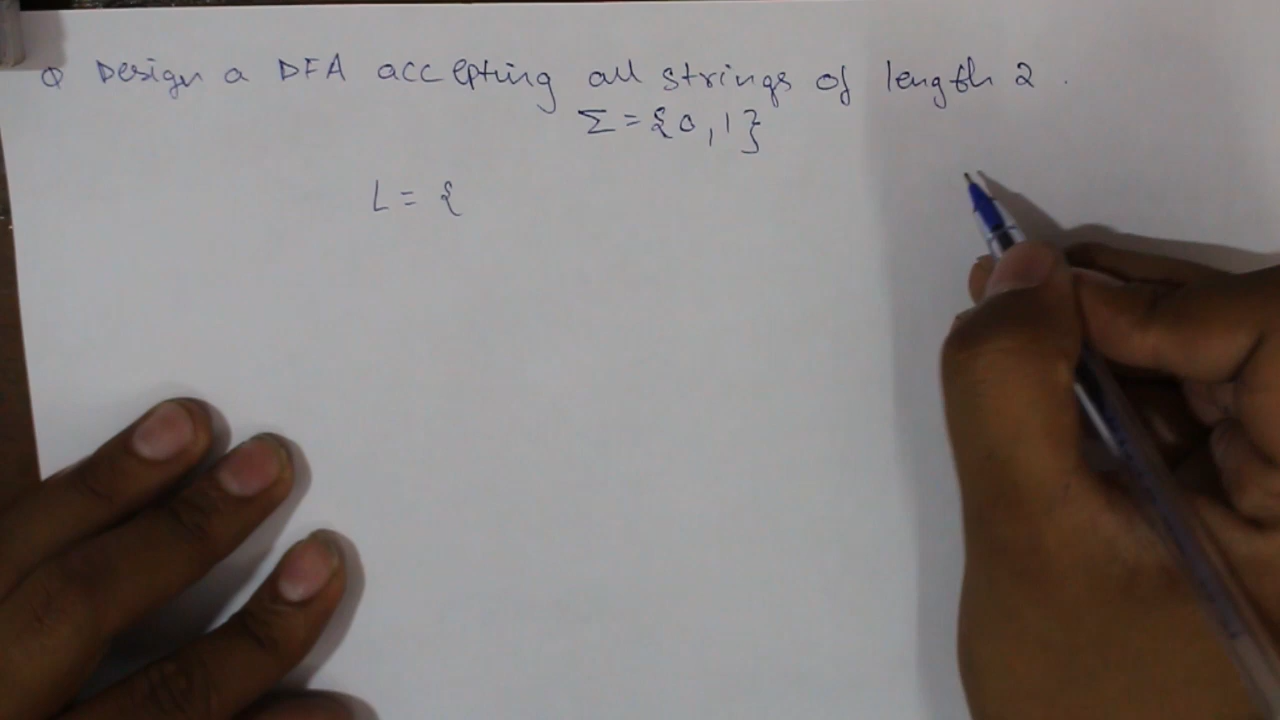 Q Design a DFA accepting all strings of length 2.
Σ = {0,1}
L = {